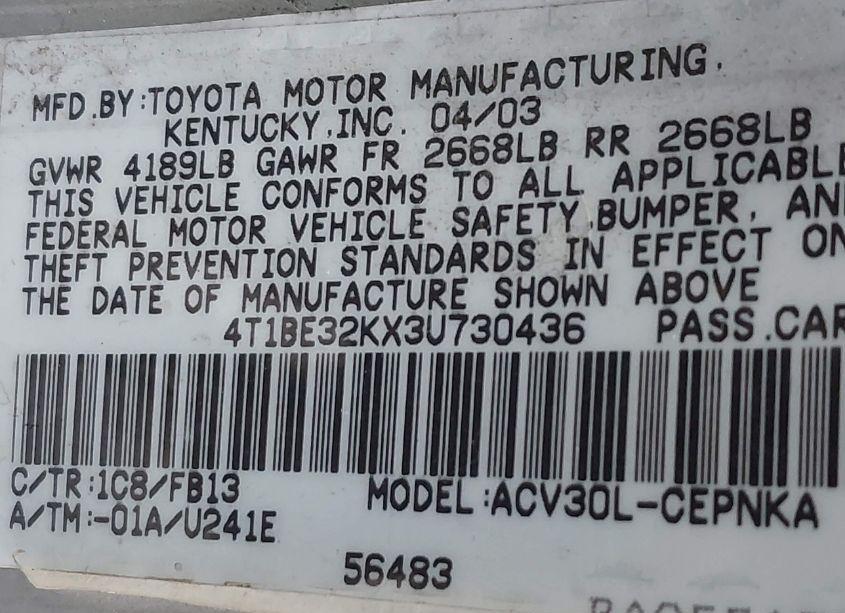 MFD.BY:TOYOTA MOTOR MANUFACTURING,
KENTUCKY,INC. 04/03
GVWR 4189LB GAWR FR 2668LB RR 2668LB
THIS VEHICLE CONFORMS TO ALL APPLICABLE
FEDERAL MOTOR VEHICLE SAFETY,BUMPER, AND
THEFT PREVENTION STANDARDS IN EFFECT ON
THE DATE OF MANUFACTURE SHOWN ABOVE
4T1BE32KX3U730436 PASS.CAR
C/TR:1C8/FB13 MODEL:ACV30L-CEPNKA
A/TM:-01A/U241E
56483